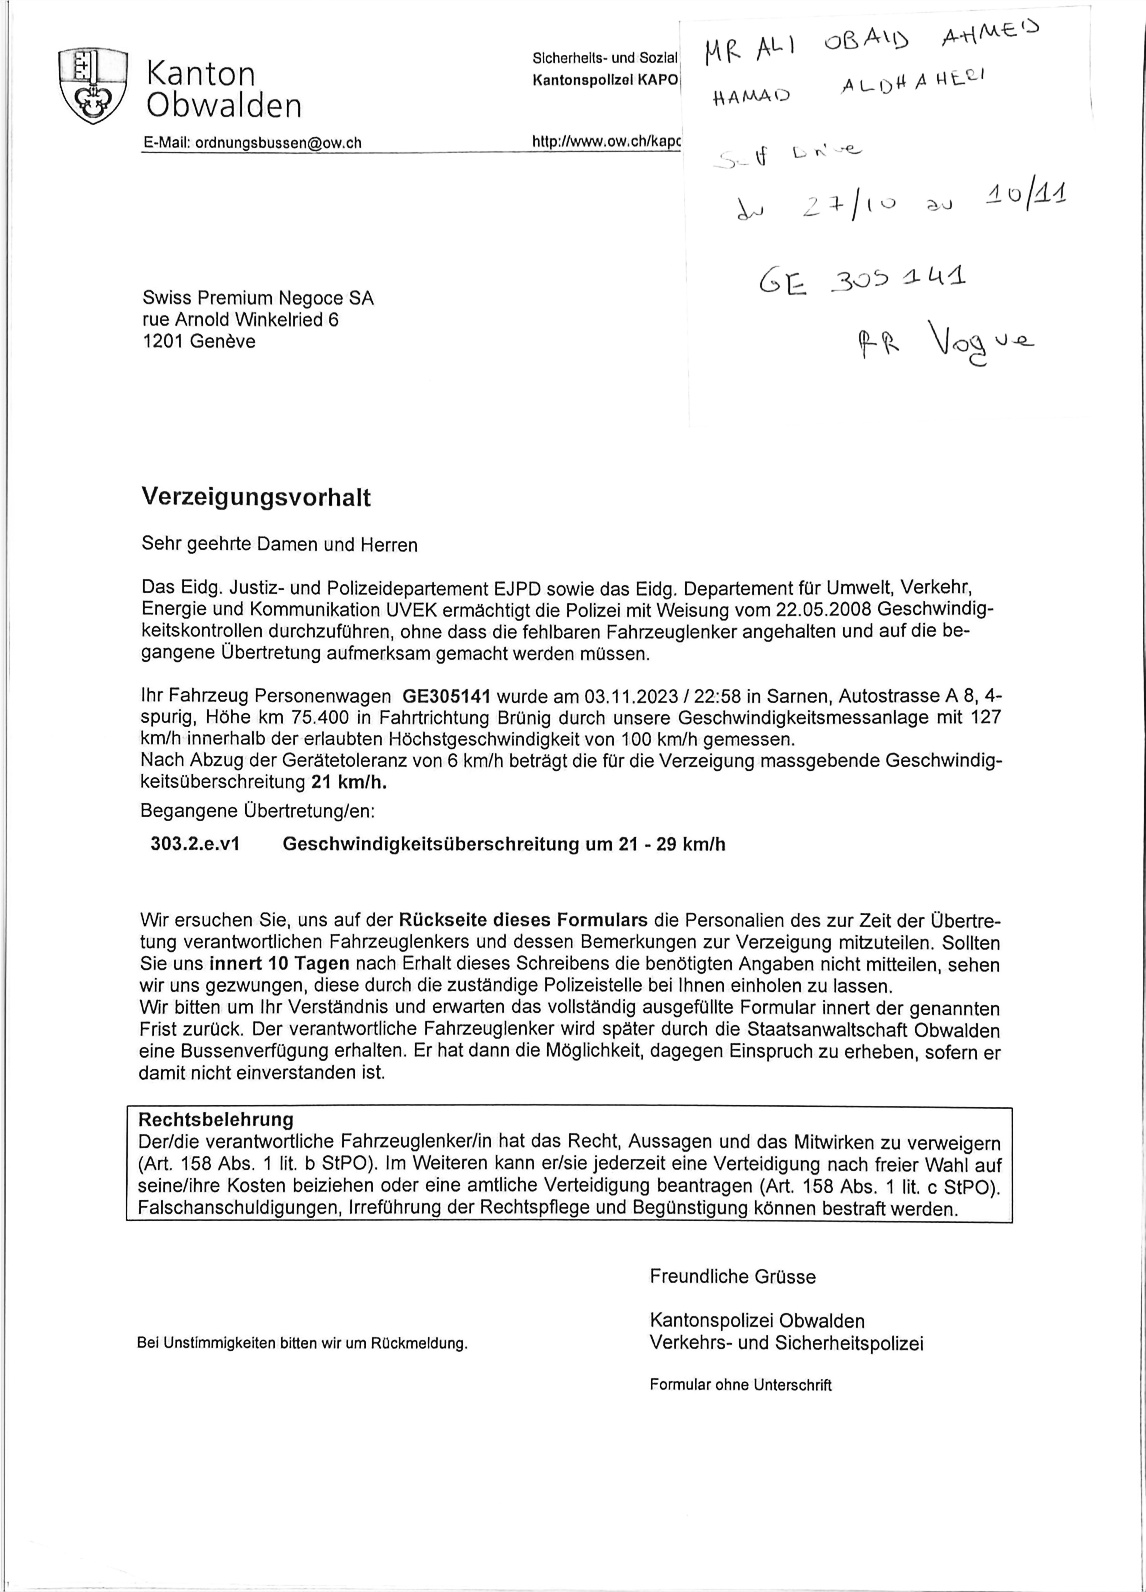 Kanton
Obwalden
E-Mail: ordnungsbussen@ow.ch
Sicherheits- und Sozial
Kantonspolizei KAPO
http://www.ow.ch/kapo
MR ALI OBAID AHMED
HAMAD ALDHAHERI
Self Drive
du 27/10 au 10/11
GE 305141
RR Vogue
Swiss Premium Negoce SA
rue Arnold Winkelried 6
1201 Genève
Verzeigungsvorhalt
Sehr geehrte Damen und Herren
Das Eidg. Justiz- und Polizeidepartement EJPD sowie das Eidg. Departement für Umwelt, Verkehr,
Energie und Kommunikation UVEK ermächtigt die Polizei mit Weisung vom 22.05.2008 Geschwindig-
keitskontrollen durchzuführen, ohne dass die fehlbaren Fahrzeuglenker angehalten und auf die be-
gangene Übertretung aufmerksam gemacht werden müssen.
Ihr Fahrzeug Personenwagen GE305141 wurde am 03.11.2023 / 22:58 in Sarnen, Autostrasse A 8, 4-
spurig, Höhe km 75.400 in Fahrtrichtung Brünig durch unsere Geschwindigkeitsmessanlage mit 127
km/h innerhalb der erlaubten Höchstgeschwindigkeit von 100 km/h gemessen.
Nach Abzug der Gerätetoleranz von 6 km/h beträgt die für die Verzeigung massgebende Geschwindig-
keitsüberschreitung 21 km/h.
Begangene Übertretung/en:
303.2.e.v1 Geschwindigkeitsüberschreitung um 21 - 29 km/h
Wir ersuchen Sie, uns auf der Rückseite dieses Formulars die Personalien des zur Zeit der Übertre-
tung verantwortlichen Fahrzeuglenkers und dessen Bemerkungen zur Verzeigung mitzuteilen. Sollten
Sie uns innert 10 Tagen nach Erhalt dieses Schreibens die benötigten Angaben nicht mitteilen, sehen
wir uns gezwungen, diese durch die zuständige Polizeistelle bei Ihnen einholen zu lassen.
Wir bitten um Ihr Verständnis und erwarten das vollständig ausgefüllte Formular innert der genannten
Frist zurück. Der verantwortliche Fahrzeuglenker wird später durch die Staatsanwaltschaft Obwalden
eine Bussenverfügung erhalten. Er hat dann die Möglichkeit, dagegen Einspruch zu erheben, sofern er
damit nicht einverstanden ist.
Rechtsbelehrung
Der/die verantwortliche Fahrzeuglenker/in hat das Recht, Aussagen und das Mitwirken zu verweigern
(Art. 158 Abs. 1 lit. b StPO). Im Weiteren kann er/sie jederzeit eine Verteidigung nach freier Wahl auf
seine/ihre Kosten beiziehen oder eine amtliche Verteidigung beantragen (Art. 158 Abs. 1 lit. c StPO).
Falschanschuldigungen, Irreführung der Rechtspflege und Begünstigung können bestraft werden.
Freundliche Grüsse
Kantonspolizei Obwalden
Verkehrs- und Sicherheitspolizei
Bei Unstimmigkeiten bitten wir um Rückmeldung.
Formular ohne Unterschrift